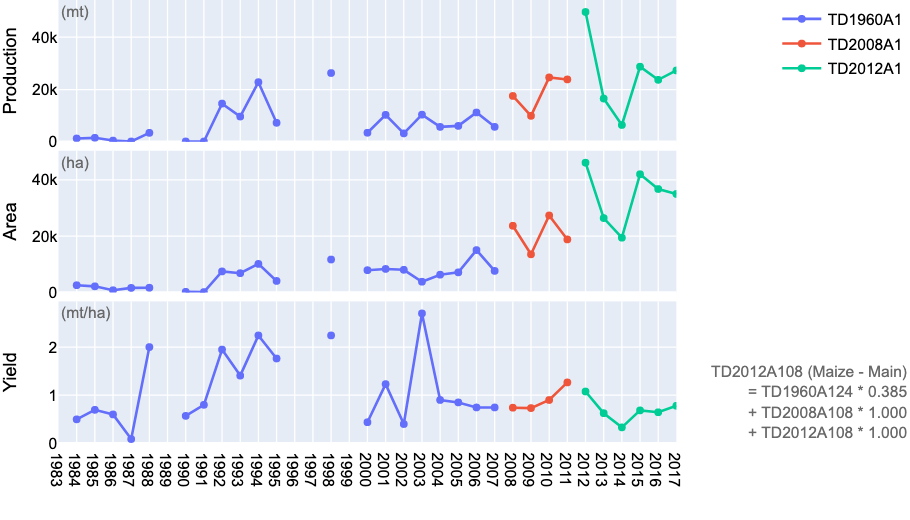 Production
(mt)
40k
20k
0
Area
(ha)
40k
20k
0
Yield
(mt/ha)
2
1
0
1983
1984
1985
1986
1987
1988
1989
1990
1991
1992
1993
1994
1995
1996
1997
1998
1999
2000
2001
2002
2003
2004
2005
2006
2007
2008
2009
2010
2011
2012
2013
2014
2015
2016
2017
TD1960A1
TD2008A1
TD2012A1
TD2012A108 (Maize - Main)
= TD1960A124 * 0.385
+ TD2008A108 * 1.000
+ TD2012A108 * 1.000